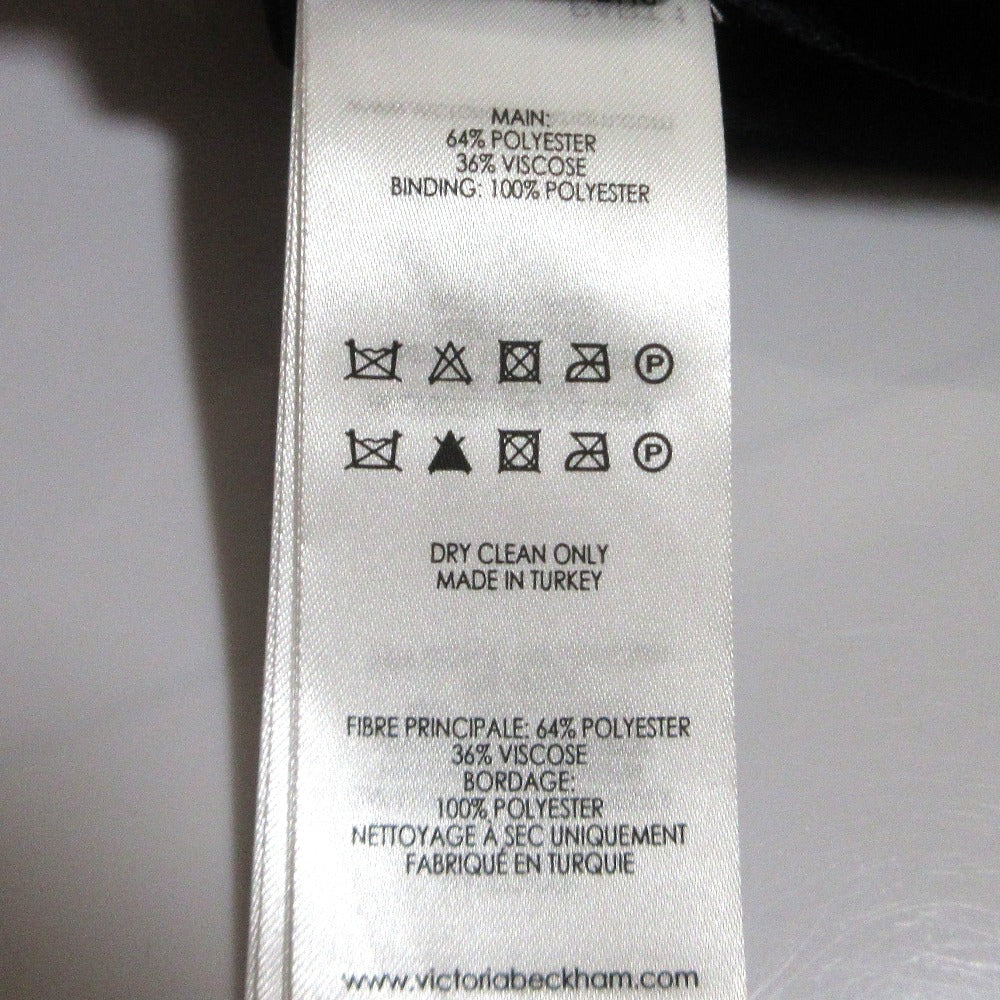 MAIN:
64% POLYESTER
36% VISCOSE
BINDING: 100% POLYESTER
P
P
DRY CLEAN ONLY
MADE IN TURKEY
FIBRE PRINCIPALE: 64% POLYESTER
36% VISCOSE
BORDAGE:
100% POLYESTER
NETTOYAGE À SEC UNIQUEMENT
FABRIQUÉ EN TURQUIE
www.victoriabeckham.com